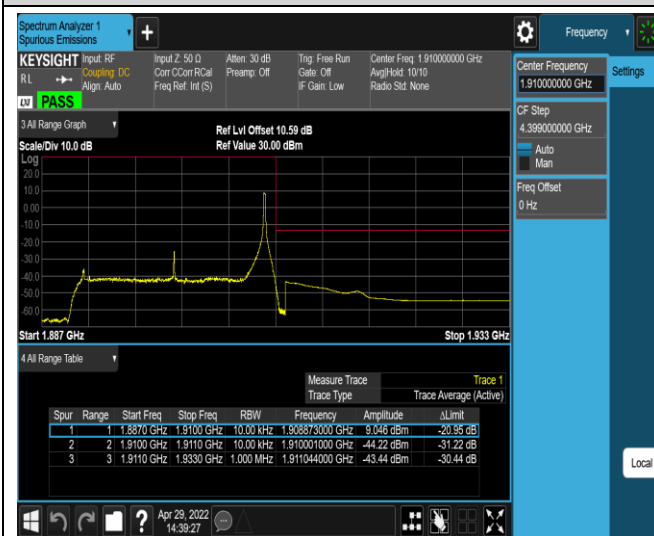 Spectrum Analyzer 1
Spurious Emissions
+
Frequency
KEYSIGHT Input: RF Input Z: 50 Ω Atten: 30 dB Trig: Free Run Center Freq: 1.910000000 GHz
RL Coupling: DC Corr CCorr RCal Preamp: Off Gate: Off Avg|Hold: 10/10
Align: Auto Freq Ref: Int (S) IF Gain: Low Radio Std: None
LXI PASS
Center Frequency
1.910000000 GHz
Settings
CF Step
4.399000000 GHz
Auto
Man
Freq Offset
0 Hz
3 All Range Graph
Ref Lvl Offset 10.59 dB
Scale/Div 10.0 dB Ref Value 30.00 dBm
Log
20.0
10.0
0.00
-10.0
-20.0
-30.0
-40.0
-50.0
-60.0
Start 1.887 GHz Stop 1.933 GHz
4 All Range Table
Measure Trace Trace 1
Trace Type Trace Average (Active)
Spur Range Start Freq Stop Freq RBW Frequency Amplitude ΔLimit
1 1 1.8870 GHz 1.9100 GHz 10.00 kHz 1.908873000 GHz 9.046 dBm -20.95 dB
2 2 1.9100 GHz 1.9110 GHz 10.00 kHz 1.910001000 GHz -44.22 dBm -31.22 dB
3 3 1.9110 GHz 1.9330 GHz 1.000 MHz 1.911044000 GHz -43.44 dBm -30.44 dB
Local
? Apr 29, 2022
14:39:27